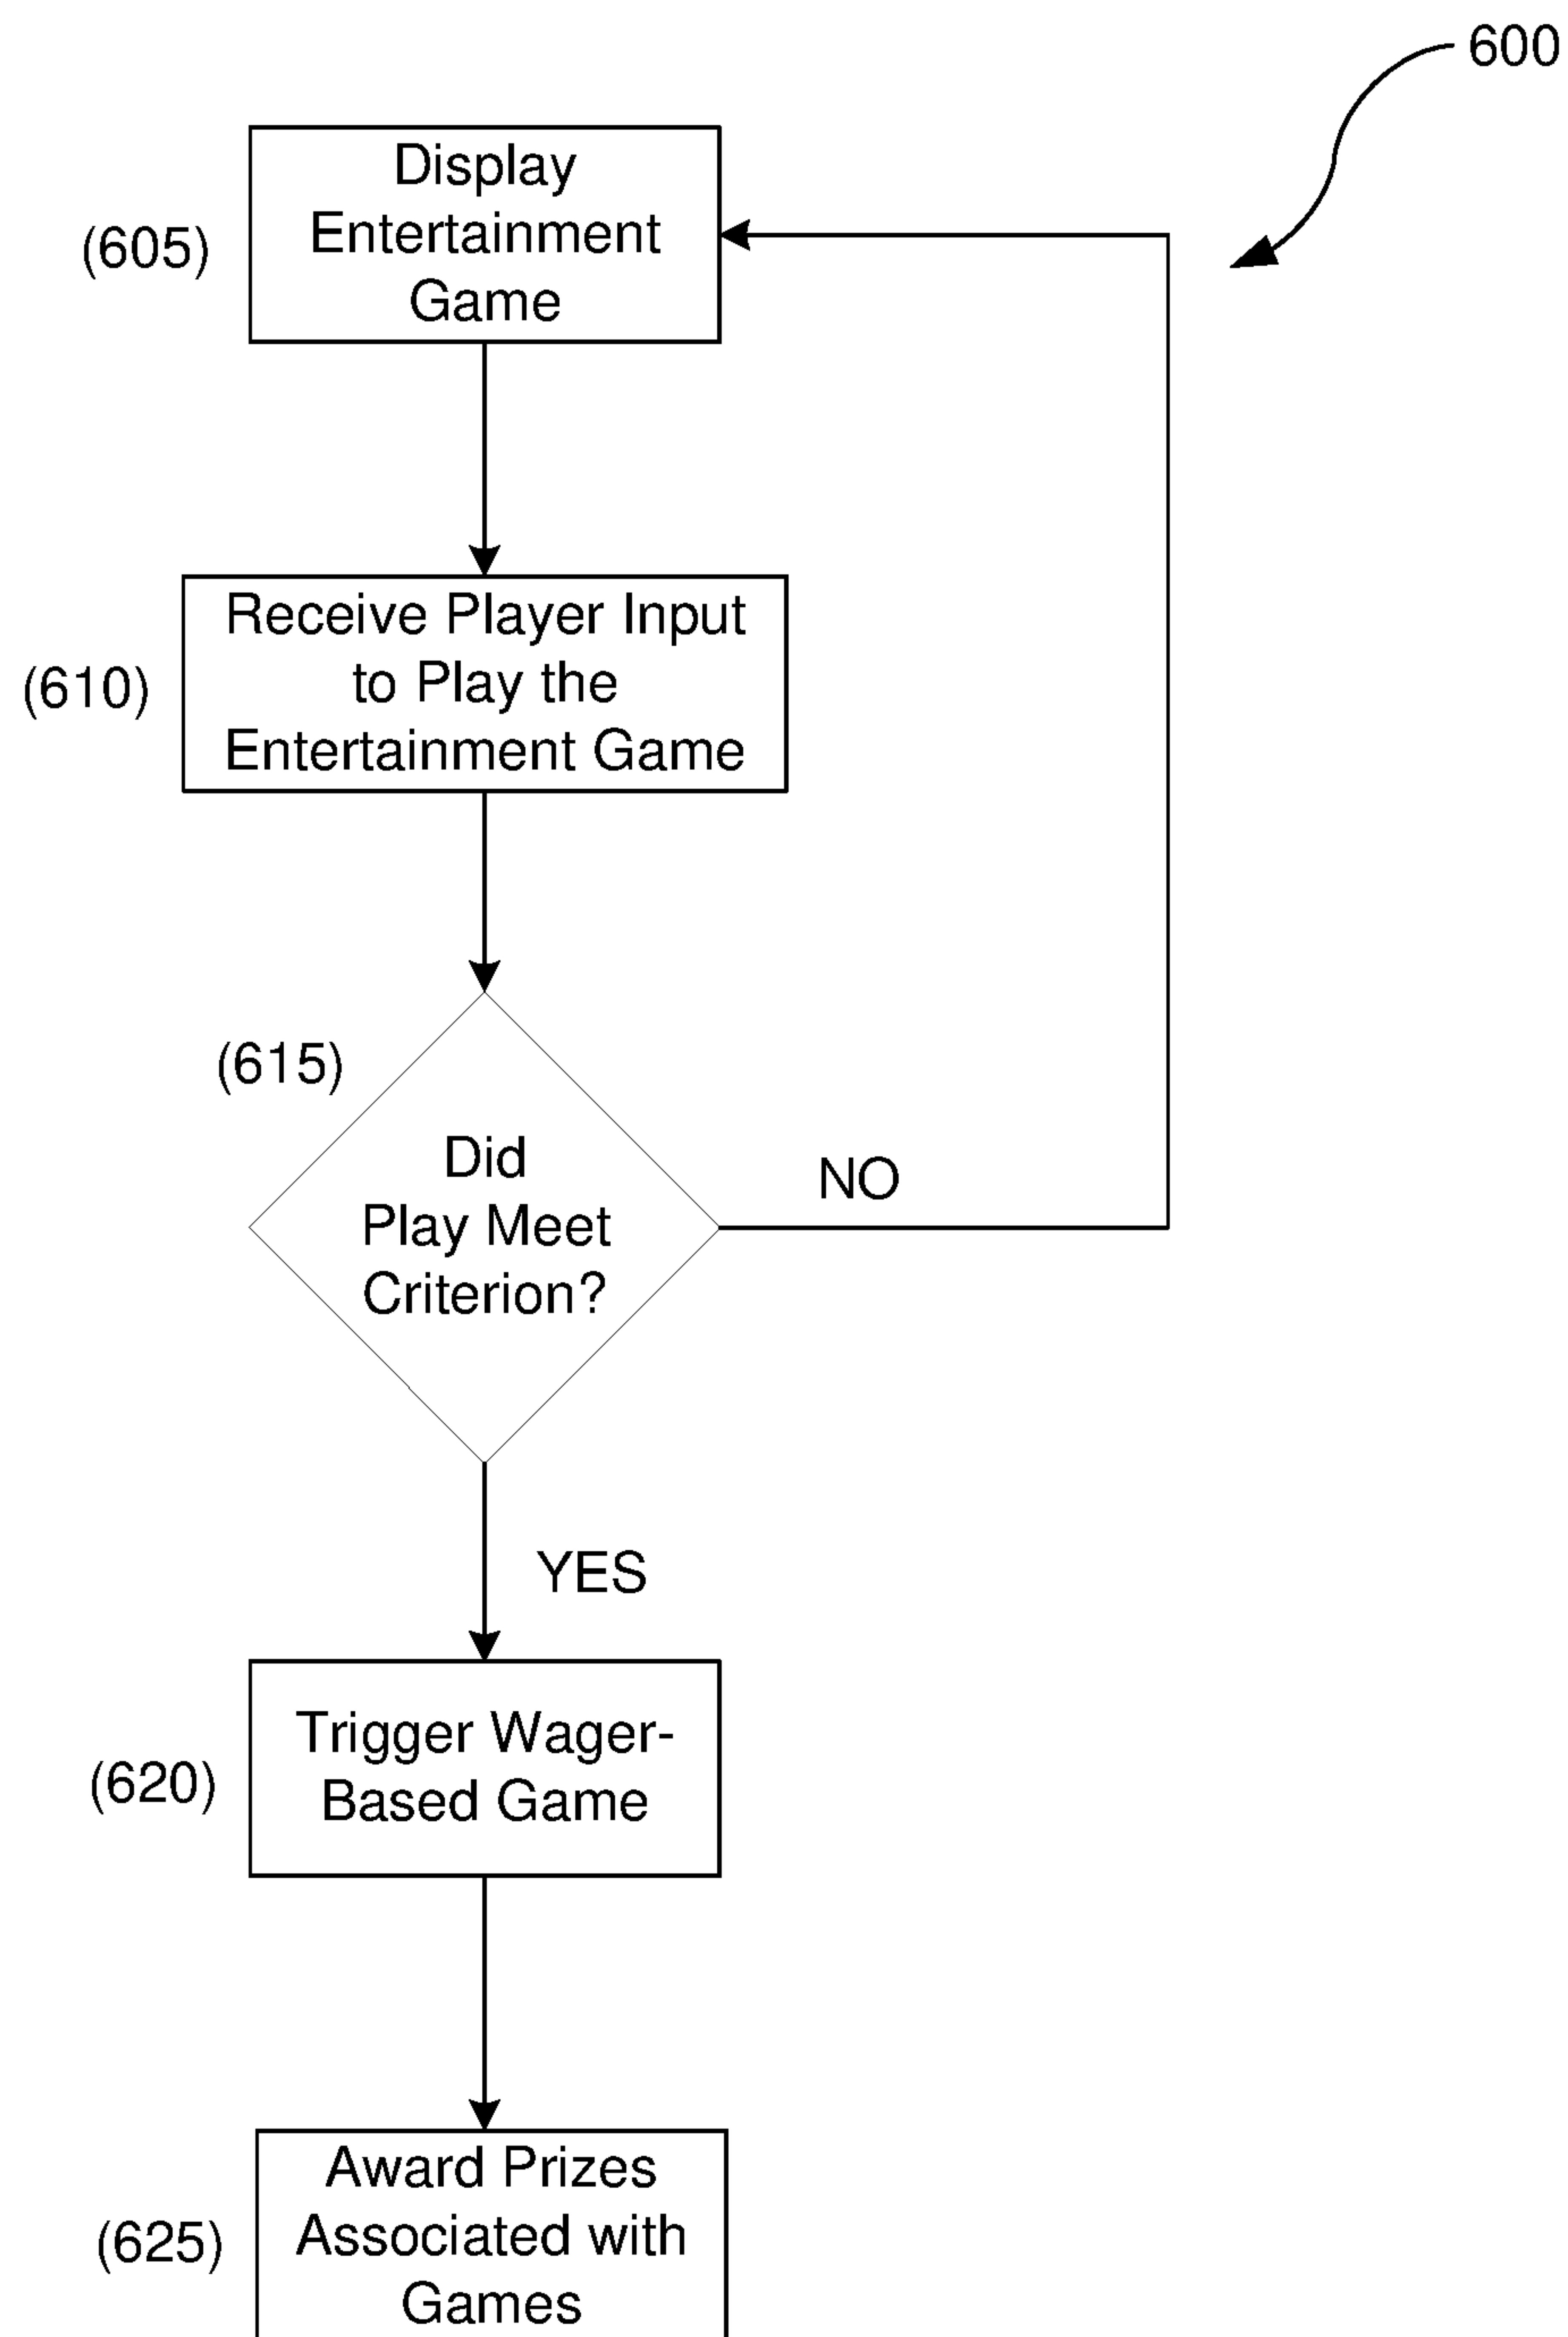 600
Display
Entertainment
Game
(605)
Receive Player Input
to Play the
Entertainment Game
(610)
(615)
Did
Play Meet
Criterion?
NO
YES
Trigger Wager-
Based Game
(620)
Award Prizes
Associated with
Games
(625)